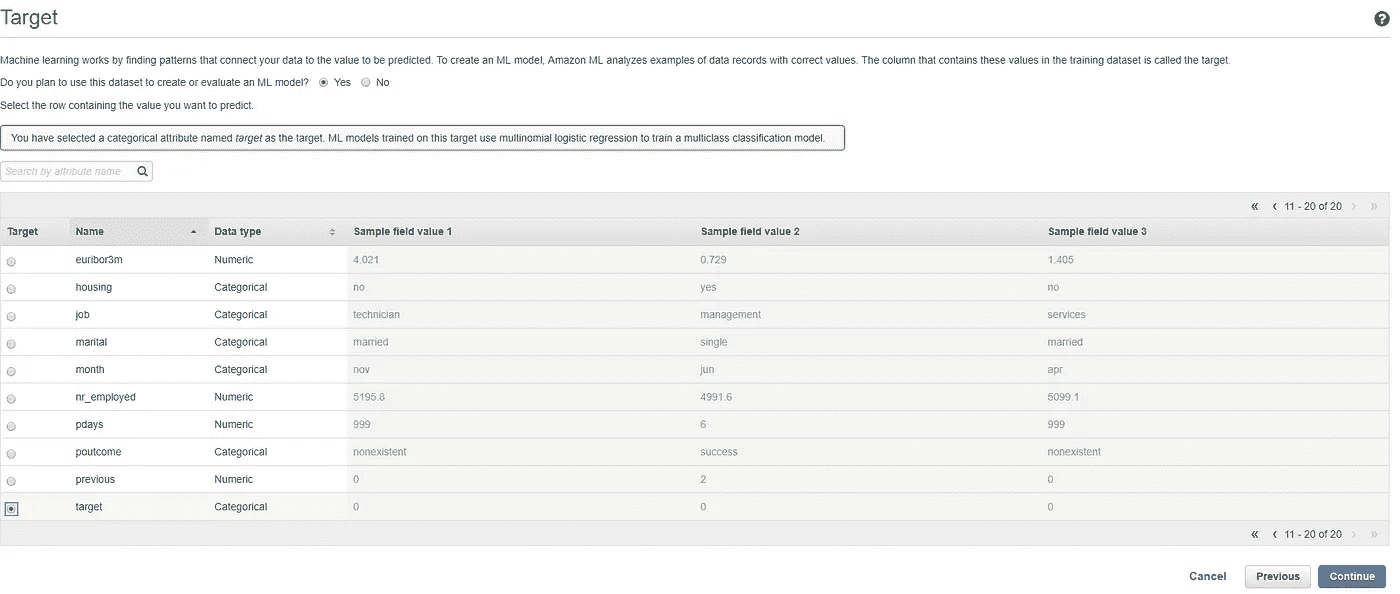 Target
Machine learning works by finding patterns that connect your data to the value to be predicted. To create an ML model, Amazon ML analyzes examples of data records with correct values. The column that contains these values in the training dataset is called the target.
Do you plan to use this dataset to create or evaluate an ML model? Yes No
Select the row containing the value you want to predict.
You have selected a categorical attribute named target as the target. ML models trained on this target use multinomial logistic regression to train a multiclass classification model.
Search by attribute name
« ‹ 11 - 20 of 20 › »
Target Name Data type Sample field value 1 Sample field value 2 Sample field value 3
euribor3m Numeric 4.021 0.729 1.405
housing Categorical no yes no
job Categorical technician management services
marital Categorical married single married
month Categorical nov jun apr
nr_employed Numeric 5195.8 4991.6 5099.1
pdays Numeric 999 6 999
poutcome Categorical nonexistent success nonexistent
previous Numeric 0 2 0
target Categorical 0 0 0
« ‹ 11 - 20 of 20 › »
Cancel Previous Continue